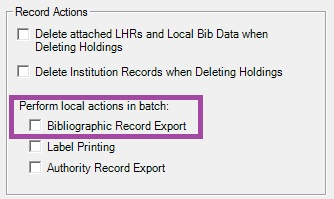 Record Actions
Delete attached LHRs and Local Bib Data when
Deleting Holdings
Delete Institution Records when Deleting Holdings
Perform local actions in batch:
Bibliographic Record Export
Label Printing
Authority Record Export